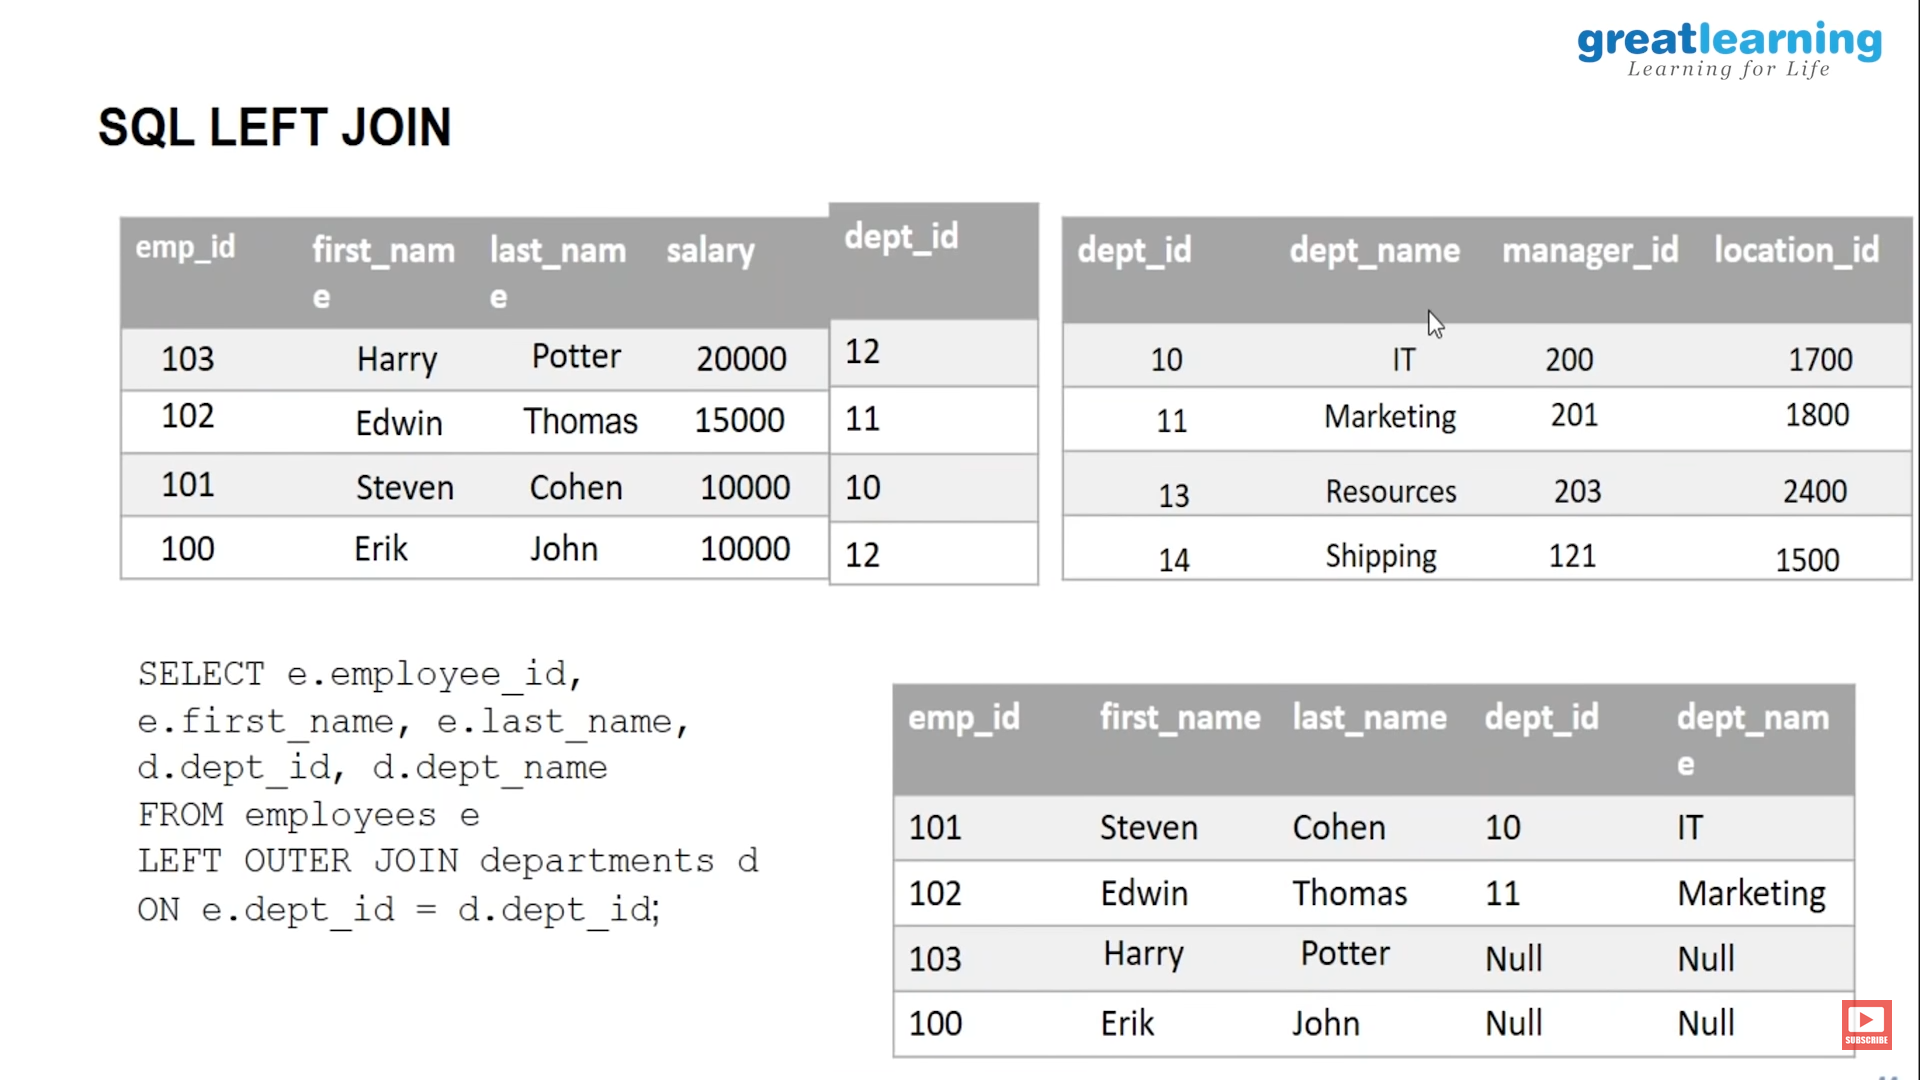 greatlearning
Learning for Life
SQL LEFT JOIN
emp_id first_nam last_nam salary dept_id
e e
103 Harry Potter 20000 12
102 Edwin Thomas 15000 11
101 Steven Cohen 10000 10
100 Erik John 10000 12
dept_id dept_name manager_id location_id
10 IT 200 1700
11 Marketing 201 1800
13 Resources 203 2400
14 Shipping 121 1500
SELECT e.employee_id,
e.first_name, e.last_name,
d.dept_id, d.dept_name
FROM employees e
LEFT OUTER JOIN departments d
ON e.dept_id = d.dept_id;
emp_id first_name last_name dept_id dept_nam
e
101 Steven Cohen 10 IT
102 Edwin Thomas 11 Marketing
103 Harry Potter Null Null
100 Erik John Null Null
SUBSCRIBE